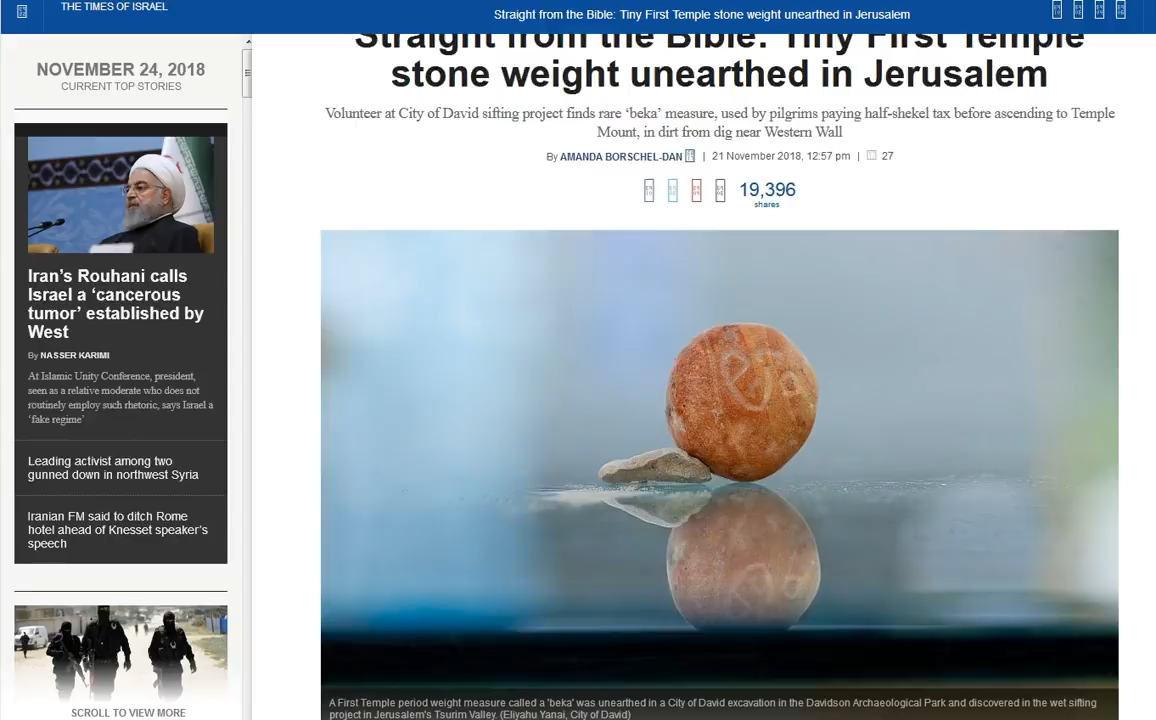 THE TIMES OF ISRAEL
Straight from the Bible: Tiny First Temple stone weight unearthed in Jerusalem
NOVEMBER 24, 2018
CURRENT TOP STORIES
Iran's Rouhani calls
Israel a 'cancerous
tumor' established by
West
By NASSER KARIMI
At Islamic Unity Conference, president,
seen as a relative moderate who does not
routinely employ such rhetoric, says Israel a
'fake regime'
Leading activist among two
gunned down in northwest Syria
Iranian FM said to ditch Rome
hotel ahead of Knesset speaker's
speech
SCROLL TO VIEW MORE
Straight from the Bible: Tiny First Temple
stone weight unearthed in Jerusalem
Volunteer at City of David sifting project finds rare 'beka' measure, used by pilgrims paying half-shekel tax before ascending to Temple
Mount, in dirt from dig near Western Wall
By AMANDA BORSCHEL-DAN | 21 November 2018, 12:57 pm | 27
19,396
shares
A First Temple period weight measure called a 'beka' was unearthed in a City of David excavation in the Davidson Archaeological Park and discovered in the wet sifting
project in Jerusalem's Tsurim Valley. (Eliyahu Yanai, City of David)